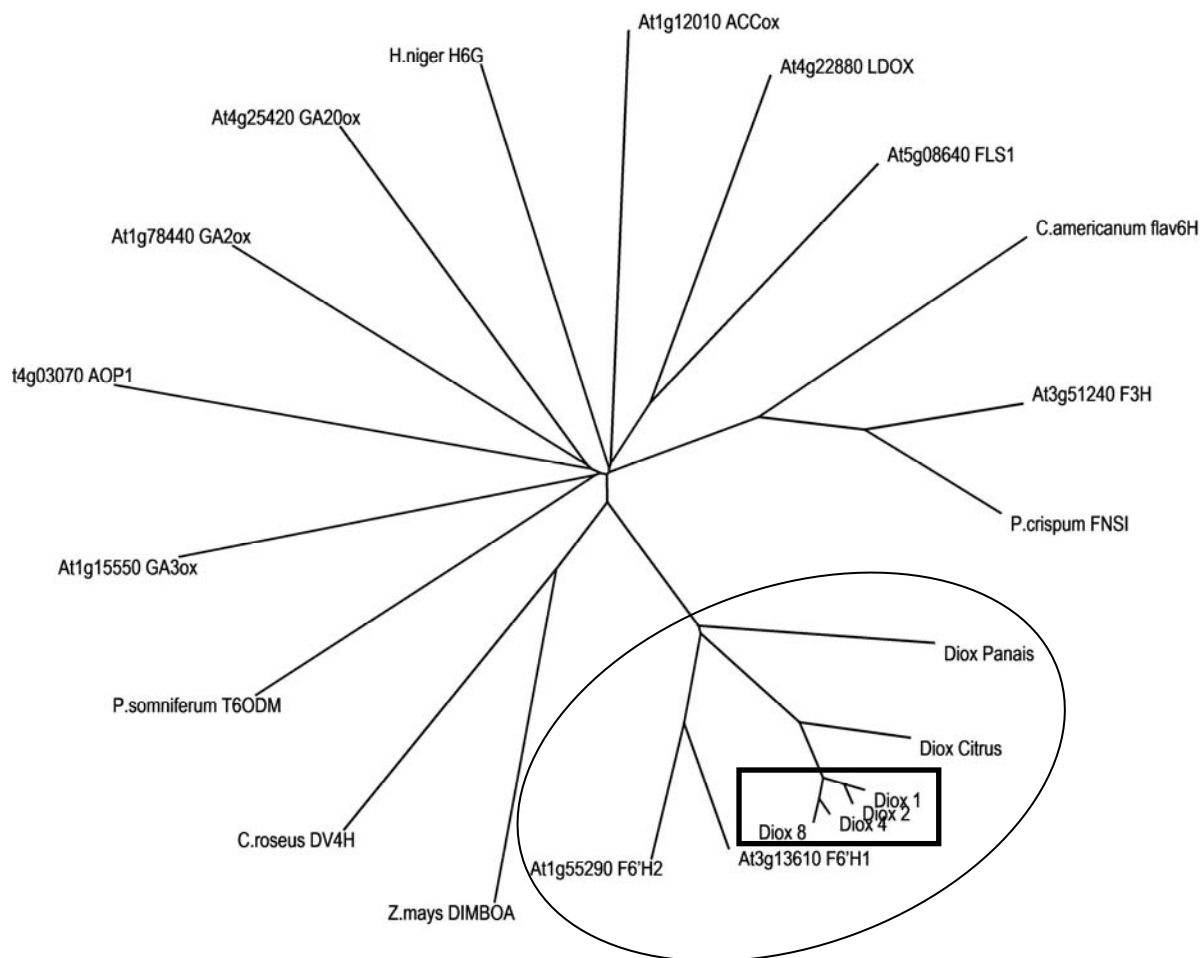 At1g12010 ACCox
H.niger H6G
At4g22880 LDOX
At4g25420 GA20ox
At5g08640 FLS1
At1g78440 GA2ox
C.americanum flav6H
t4g03070 AOP1
At3g51240 F3H
P.crispum FNSI
At1g15550 GA3ox
Diox Panais
P.somniferum T6ODM
Diox Citrus
Diox 1
Diox 2
Diox 4
Diox 8
C.roseus DV4H
At1g55290 F6'H2
At3g13610 F6'H1
Z.mays DIMBOA